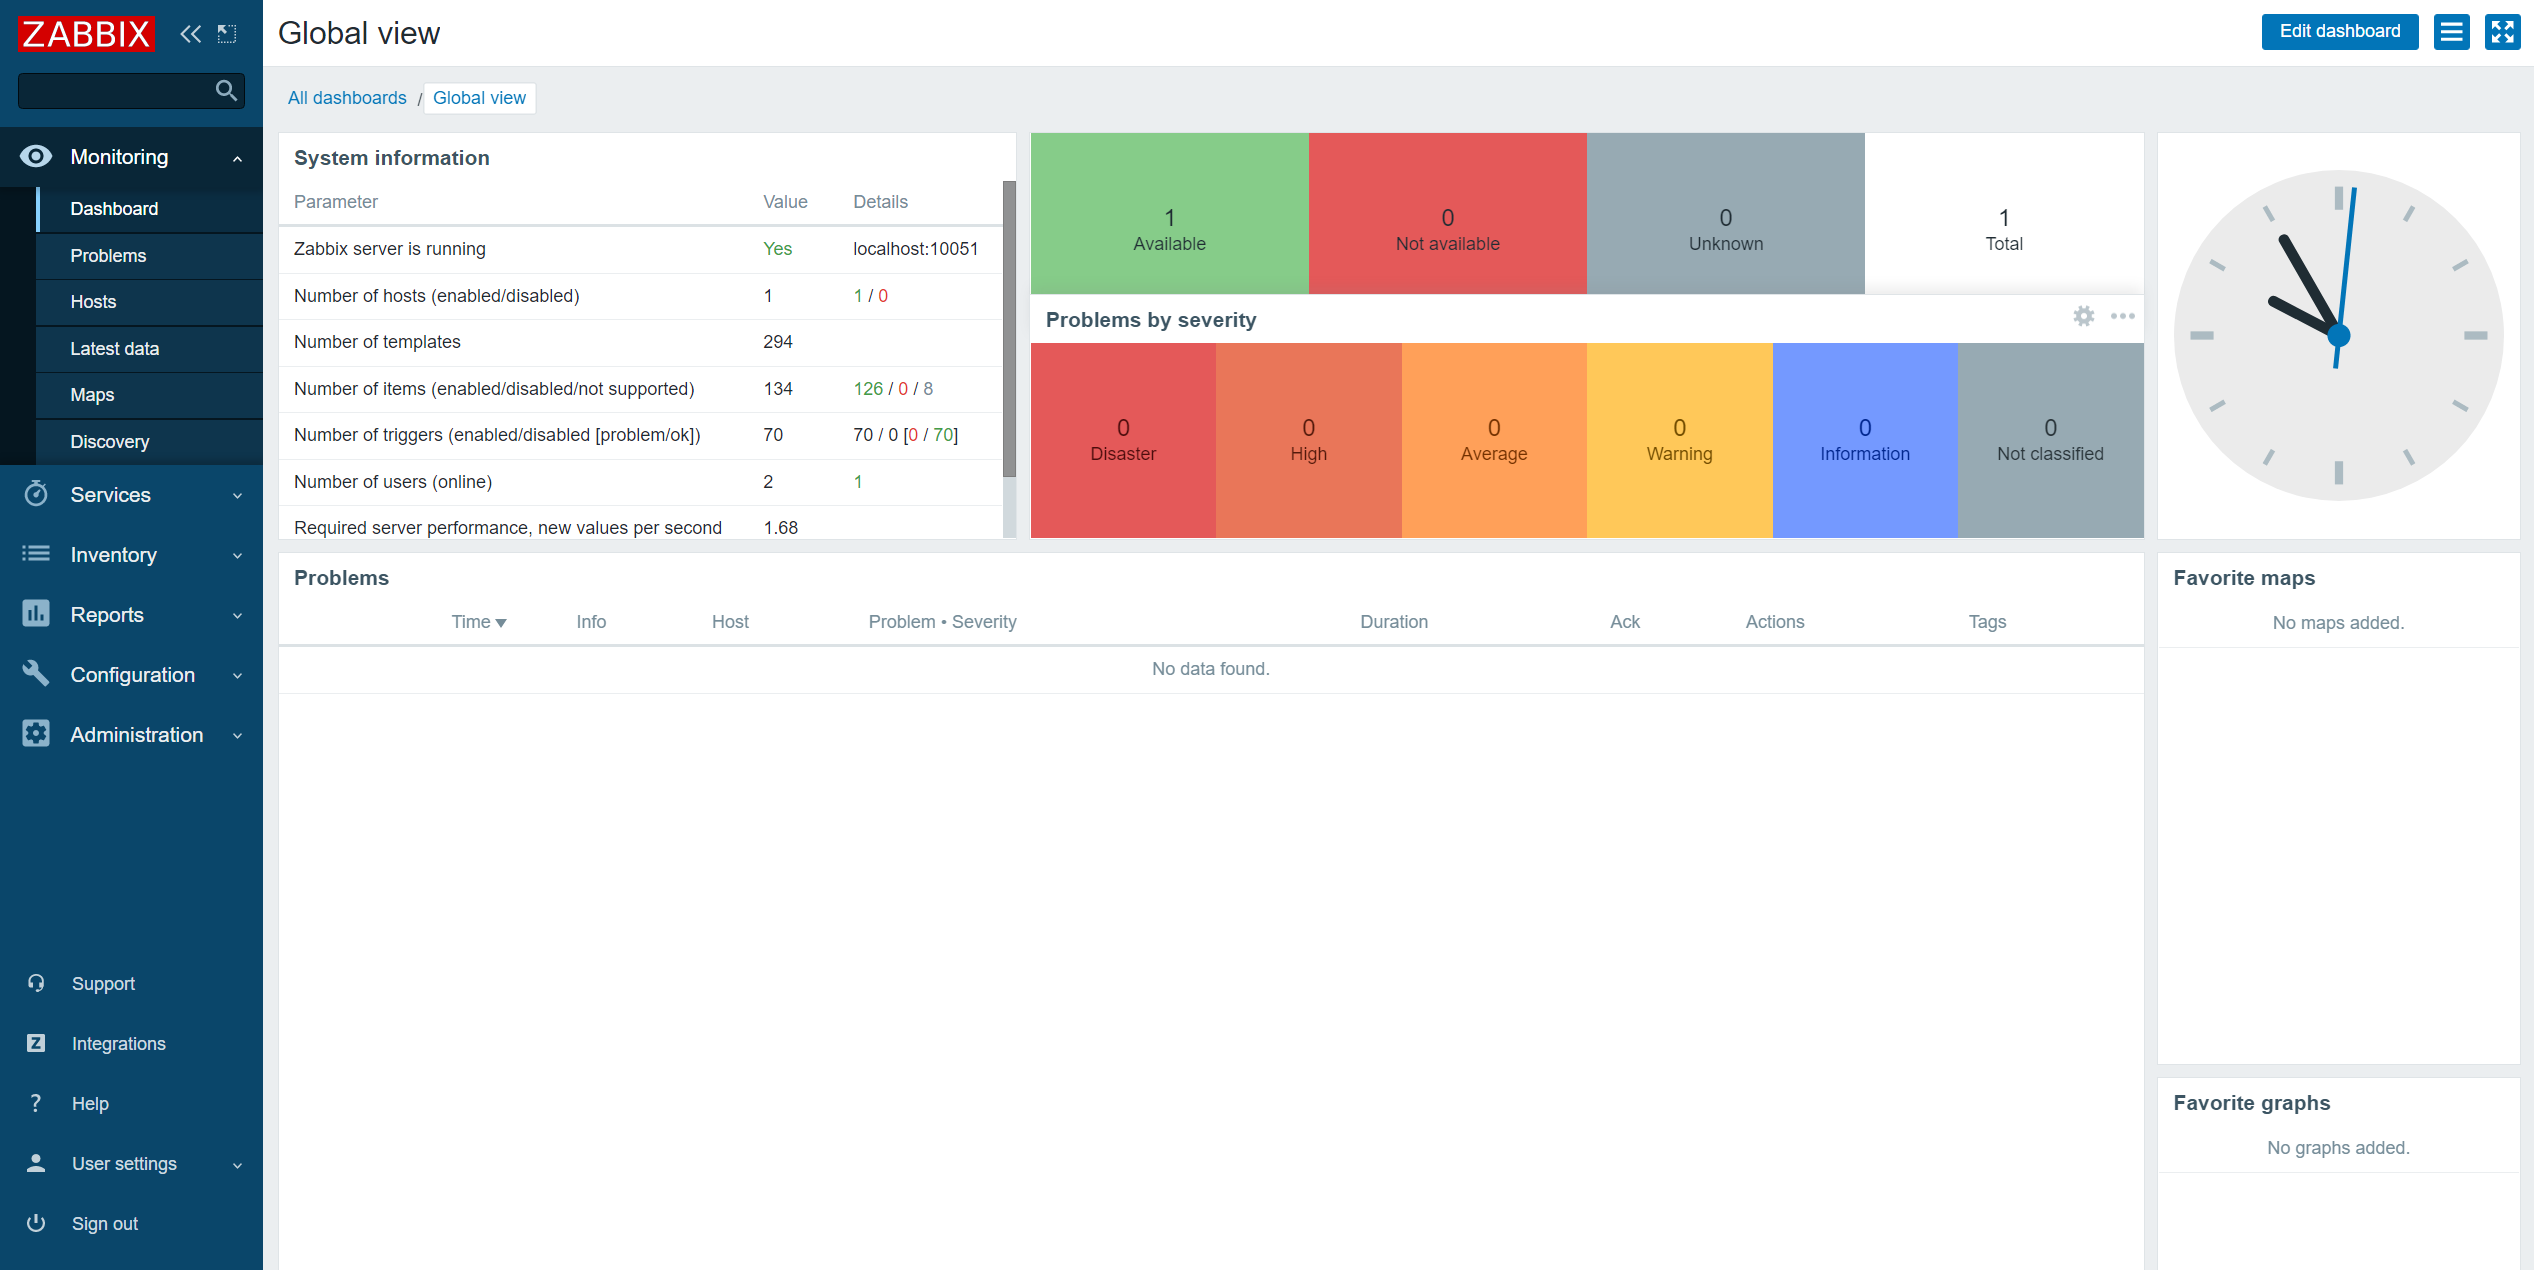 ZABBIX
Monitoring
Dashboard
Problems
Hosts
Latest data
Maps
Discovery
Services
Inventory
Reports
Configuration
Administration
Support
Z Integrations
? Help
User settings
Sign out
Global view
Edit dashboard
All dashboards / Global view
System information
Parameter Value Details
Zabbix server is running Yes localhost:10051
Number of hosts (enabled/disabled) 1 1 / 0
Number of templates 294
Number of items (enabled/disabled/not supported) 134 126 / 0 / 8
Number of triggers (enabled/disabled [problem/ok]) 70 70 / 0 [0 / 70]
Number of users (online) 2 1
Required server performance, new values per second 1.68
1 0 0 1
Available Not available Unknown Total
Problems by severity
0 0 0 0 0 0
Disaster High Average Warning Information Not classified
Problems
Time Info Host Problem • Severity Duration Ack Actions Tags
No data found.
Favorite maps
No maps added.
Favorite graphs
No graphs added.